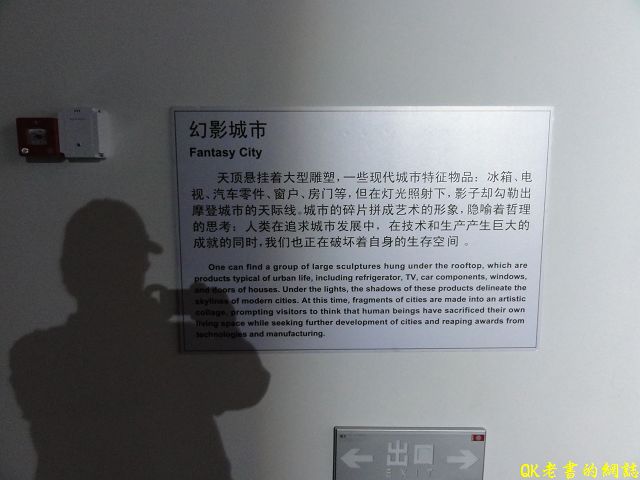 幻影城市
Fantasy City
天顶悬挂着大型雕塑，一些现代城市特征物品：冰箱、电
视、汽车零件、窗户、房门等，但在灯光照射下，影子却勾勒出
摩登城市的天际线。城市的碎片拼成艺术的形象，隐喻着哲理
的思考：人类在追求城市发展中，在技术和生产产生巨大的
成就的同时，我们也正在破坏着自身的生存空间。
One can find a group of large sculptures hung under the rooftop, which are
products typical of urban life, including refrigerator, TV, car components, windows,
and doors of houses. Under the lights, the shadows of these products delineate the
skylines of modern cities. At this time, fragments of cities are made into an artistic
collage, prompting visitors to think that human beings have sacrificed their own
living space while seeking further development of cities and reaping awards from
technologies and manufacturing.
出口
EXIT
QK老書的網誌